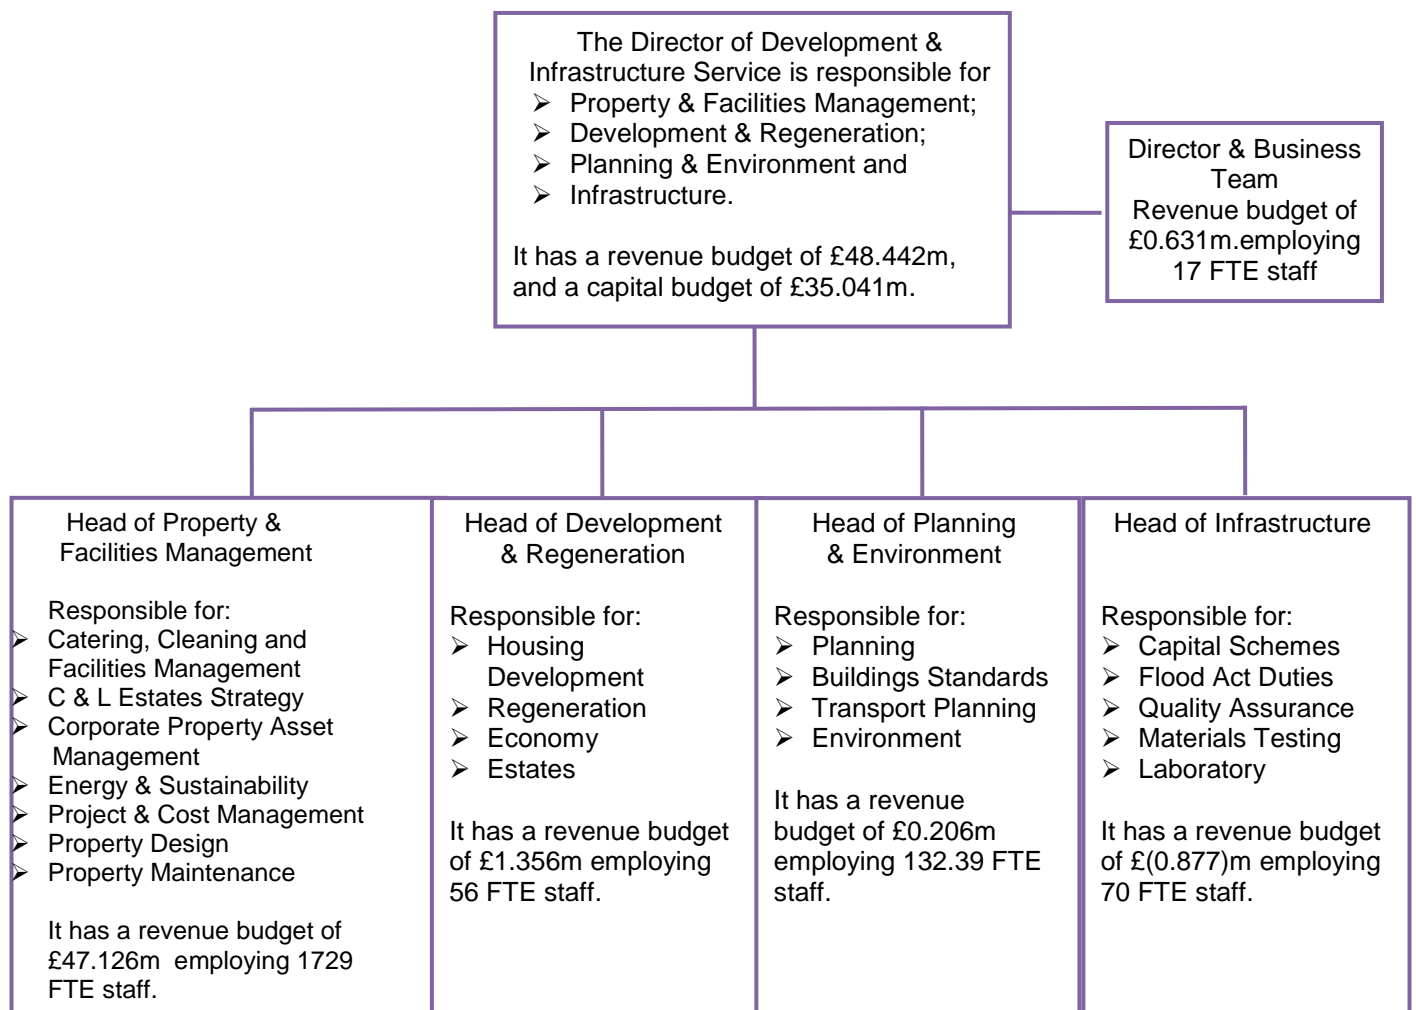 The Director of Development &
Infrastructure Service is responsible for
➢ Property & Facilities Management;
➢ Development & Regeneration;
➢ Planning & Environment and
➢ Infrastructure.
It has a revenue budget of £48.442m,
and a capital budget of £35.041m.
Director & Business
Team
Revenue budget of
£0.631m.employing
17 FTE staff
Head of Property &
Facilities Management
Responsible for:
➢ Catering, Cleaning and
Facilities Management
➢ C & L Estates Strategy
➢ Corporate Property Asset
Management
➢ Energy & Sustainability
➢ Project & Cost Management
➢ Property Design
➢ Property Maintenance
It has a revenue budget of
£47.126m  employing 1729
FTE staff.
Head of Development
& Regeneration
Responsible for:
➢ Housing
Development
➢ Regeneration
➢ Economy
➢ Estates
It has a revenue budget
of £1.356m employing
56 FTE staff.
Head of Planning
& Environment
Responsible for:
➢ Planning
➢ Buildings Standards
➢ Transport Planning
➢ Environment
It has a revenue
budget of £0.206m
employing 132.39 FTE
staff.
Head of Infrastructure
Responsible for:
➢ Capital Schemes
➢ Flood Act Duties
➢ Quality Assurance
➢ Materials Testing
➢ Laboratory
It has a revenue budget
of £(0.877)m employing
70 FTE staff.